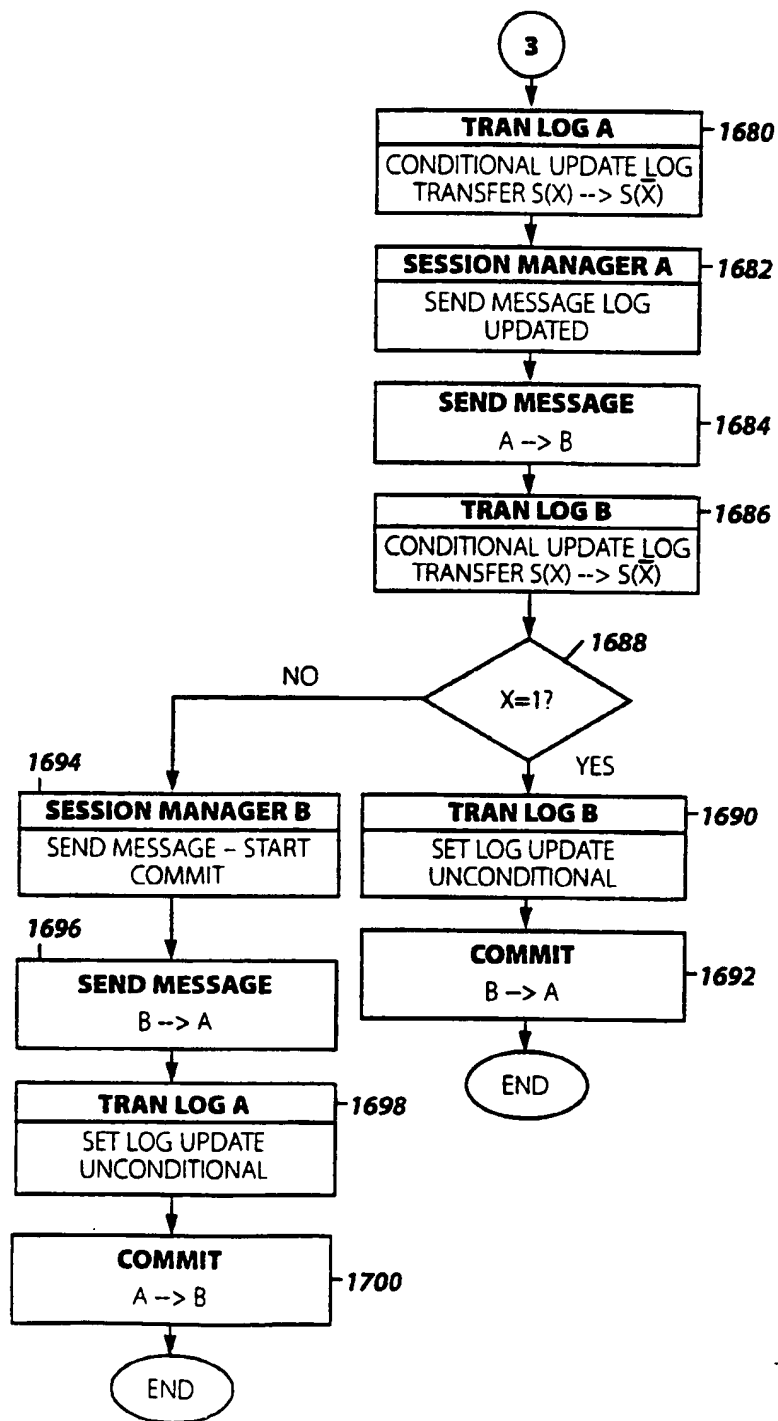 3
TRAN LOG A
1680
CONDITIONAL UPDATE LOG
TRANSFER S(X) --> S(X̅)
SESSION MANAGER A
1682
SEND MESSAGE LOG
UPDATED
SEND MESSAGE
1684
A --> B
TRAN LOG B
1686
CONDITIONAL UPDATE LOG
TRANSFER S(X) --> S(X̅)
1688
X=1?
NO
YES
1694
SESSION MANAGER B
SEND MESSAGE – START
COMMIT
TRAN LOG B
1690
SET LOG UPDATE
UNCONDITIONAL
1696
SEND MESSAGE
B --> A
COMMIT
1692
B --> A
END
TRAN LOG A
1698
SET LOG UPDATE
UNCONDITIONAL
COMMIT
1700
A --> B
END